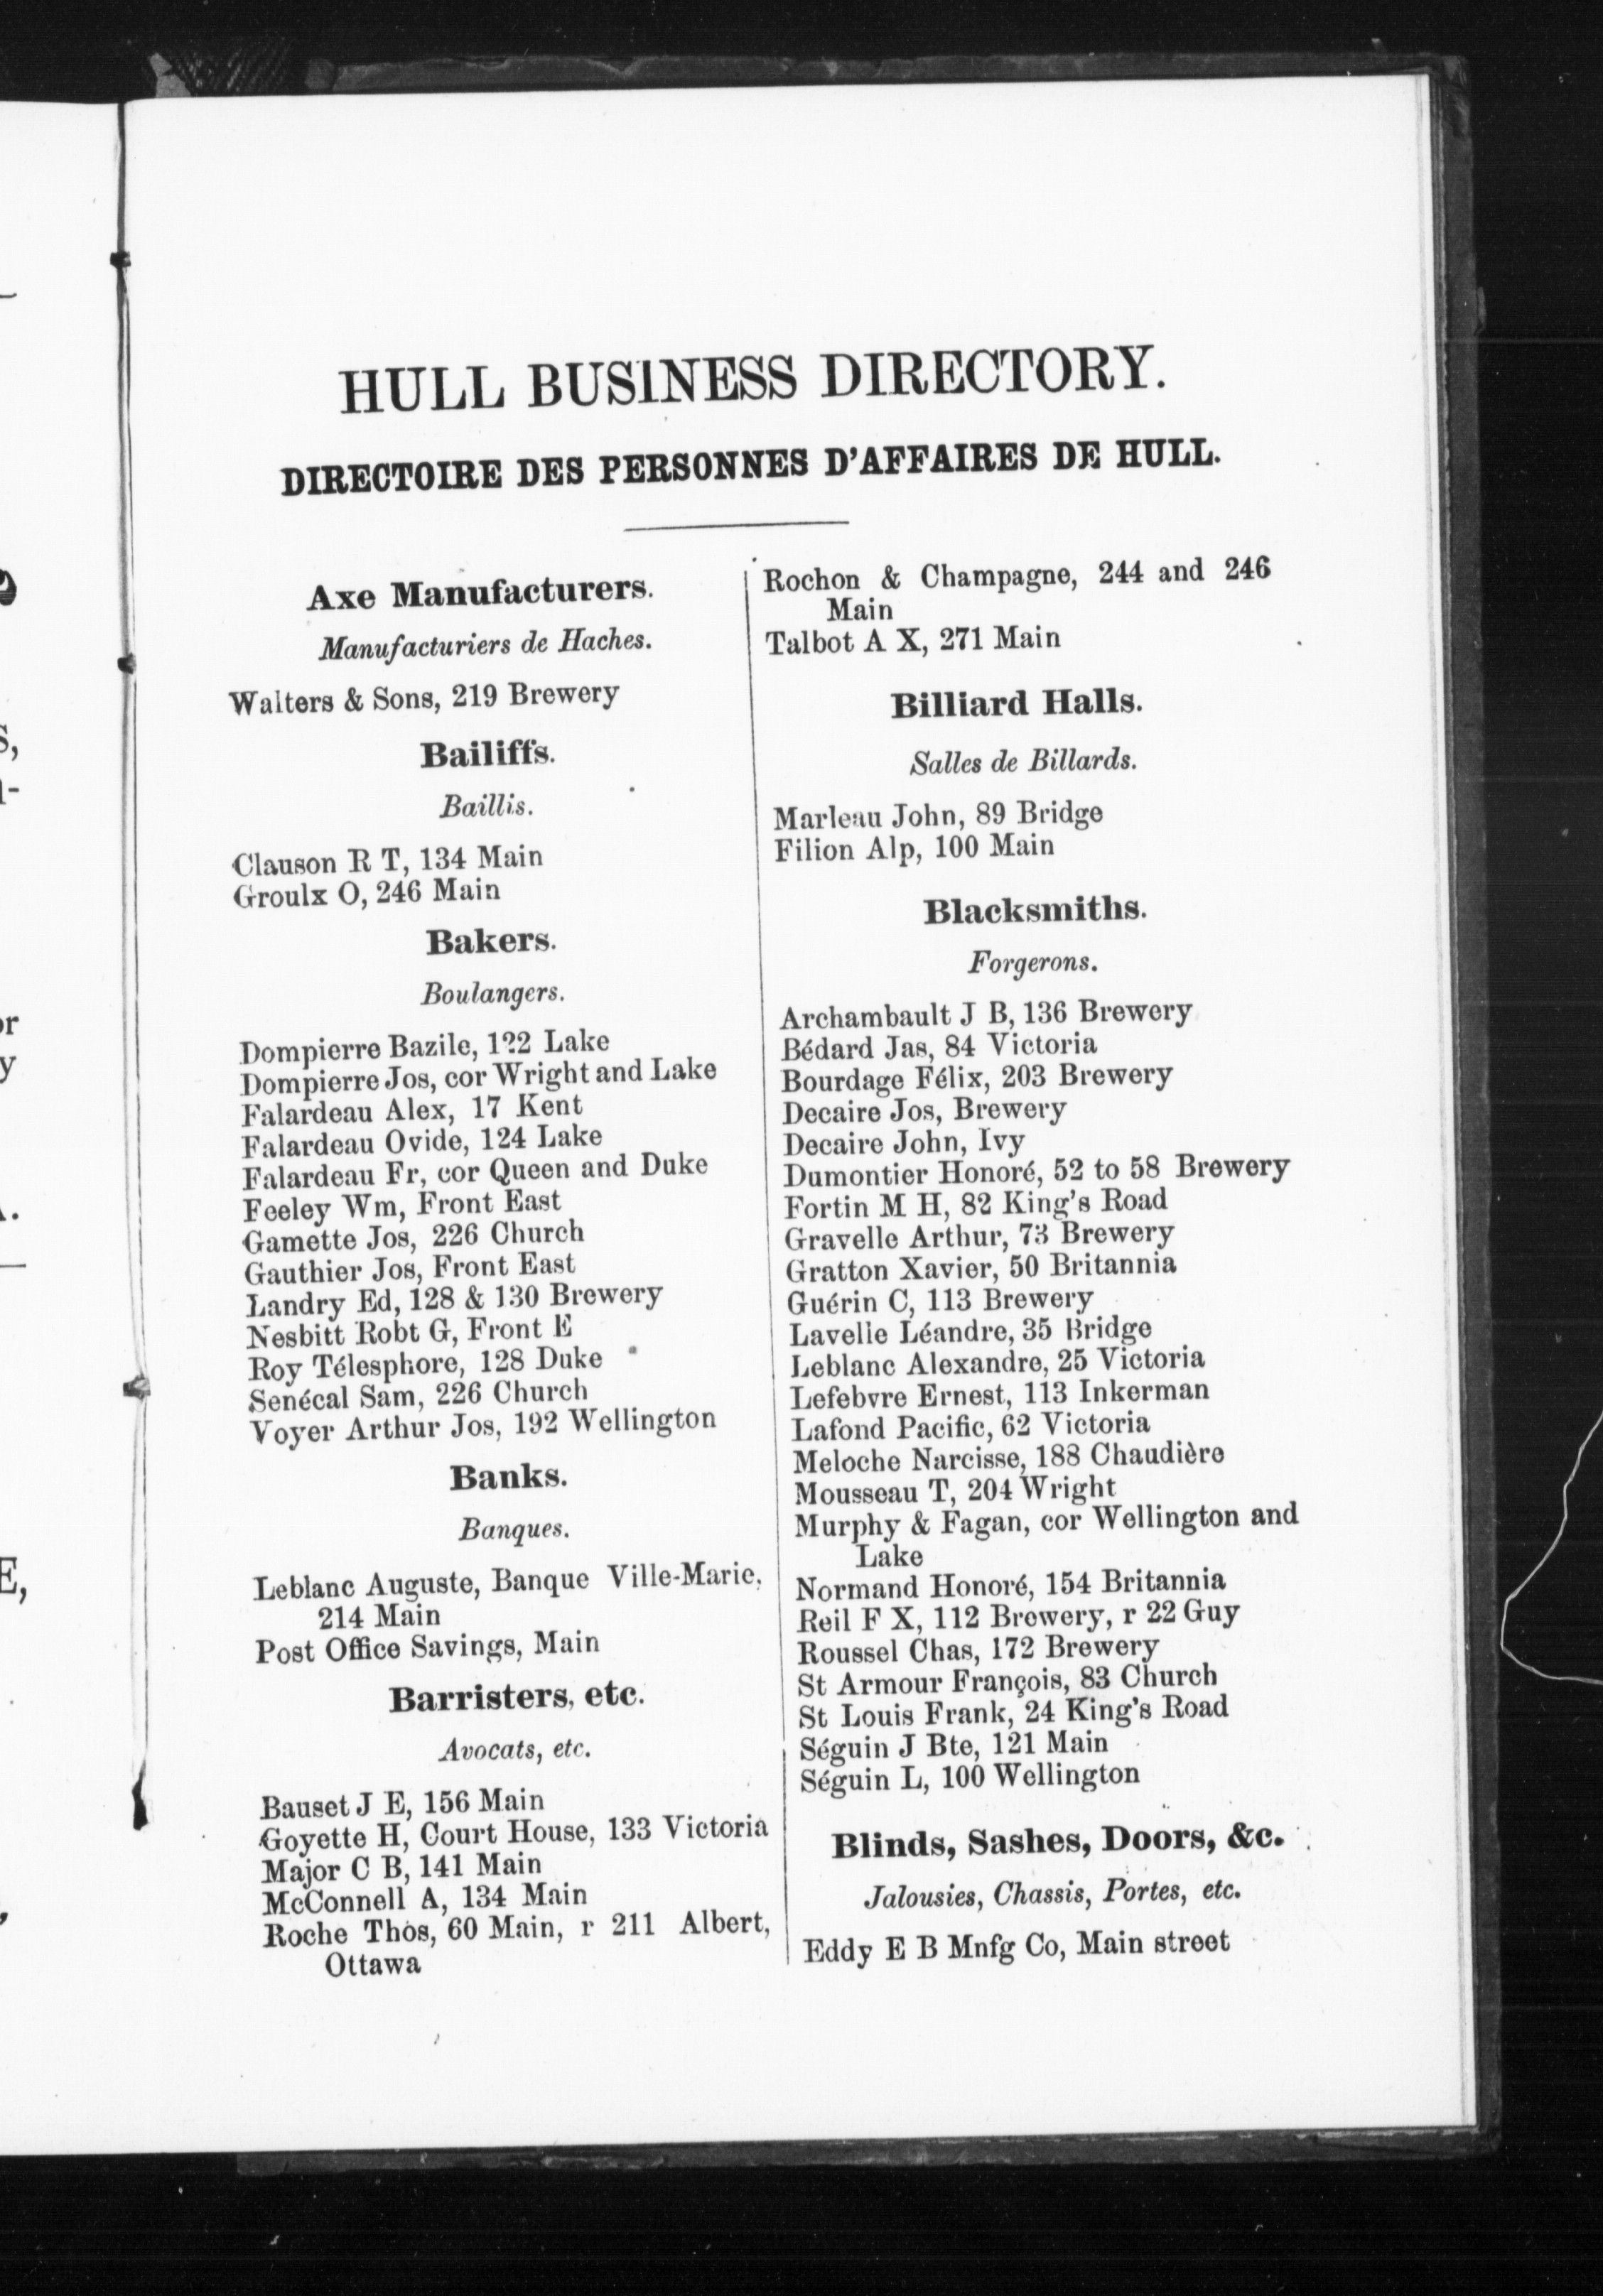 HULL BUSINESS DIRECTORY.
DIRECTOIRE DES PERSONNES D'AFFAIRES DE HULL.
Axe Manufacturers.
Manufacturiers de Haches.
Walters & Sons, 219 Brewery
Bailiffs.
Baillis.
Clauson R T, 134 Main
Groulx O, 246 Main
Bakers.
Boulangers.
Dompierre Bazile, 122 Lake
Dompierre Jos, cor Wright and Lake
Falardeau Alex, 17 Kent
Falardeau Ovide, 124 Lake
Falardeau Fr, cor Queen and Duke
Feeley Wm, Front East
Gamette Jos, 226 Church
Gauthier Jos, Front East
Landry Ed, 128 & 130 Brewery
Nesbitt Robt G, Front E
Roy Télesphore, 128 Duke
Senécal Sam, 226 Church
Voyer Arthur Jos, 192 Wellington
Banks.
Banques.
Leblanc Auguste, Banque Ville-Marie,
214 Main
Post Office Savings, Main
Barristers, etc.
Avocats, etc.
Bauset J E, 156 Main
Goyette H, Court House, 133 Victoria
Major C B, 141 Main
McConnell A, 134 Main
Roche Thos, 60 Main, r 211 Albert,
Ottawa
Rochon & Champagne, 244 and 246
Main
Talbot A X, 271 Main
Billiard Halls.
Salles de Billards.
Marleau John, 89 Bridge
Filion Alp, 100 Main
Blacksmiths.
Forgerons.
Archambault J B, 136 Brewery
Bédard Jas, 84 Victoria
Bourdage Félix, 203 Brewery
Decaire Jos, Brewery
Decaire John, Ivy
Dumontier Honoré, 52 to 58 Brewery
Fortin M H, 82 King's Road
Gravelle Arthur, 73 Brewery
Gratton Xavier, 50 Britannia
Guérin C, 113 Brewery
Lavelle Léandre, 35 Bridge
Leblanc Alexandre, 25 Victoria
Lefebvre Ernest, 113 Inkerman
Lafond Pacific, 62 Victoria
Meloche Narcisse, 188 Chaudière
Mousseau T, 204 Wright
Murphy & Fagan, cor Wellington and
Lake
Normand Honoré, 154 Britannia
Reil F X, 112 Brewery, r 22 Guy
Roussel Chas, 172 Brewery
St Armour François, 83 Church
St Louis Frank, 24 King's Road
Séguin J Bte, 121 Main
Séguin L, 100 Wellington
Blinds, Sashes, Doors, &c.
Jalousies, Chassis, Portes, etc.
Eddy E B Mnfg Co, Main street